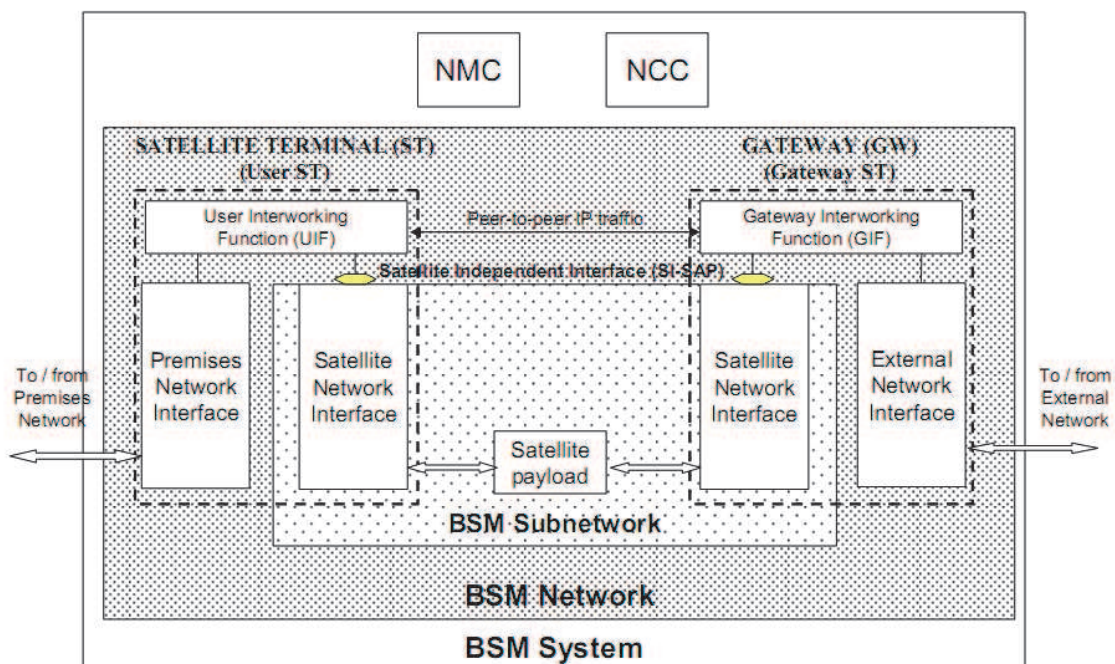 NMC
NCC
SATELLITE TERMINAL (ST)
(User ST)
GATEWAY (GW)
(Gateway ST)
User Interworking
Function (UIF)
Peer-to-peer IP traffic
Gateway Interworking
Function (GIF)
Satellite Independent Interface (SI-SAP)
To / from
Premises
Network
Premises
Network
Interface
Satellite
Network
Interface
Satellite
payload
Satellite
Network
Interface
External
Network
Interface
To / from
External
Network
BSM Subnetwork
BSM Network
BSM System